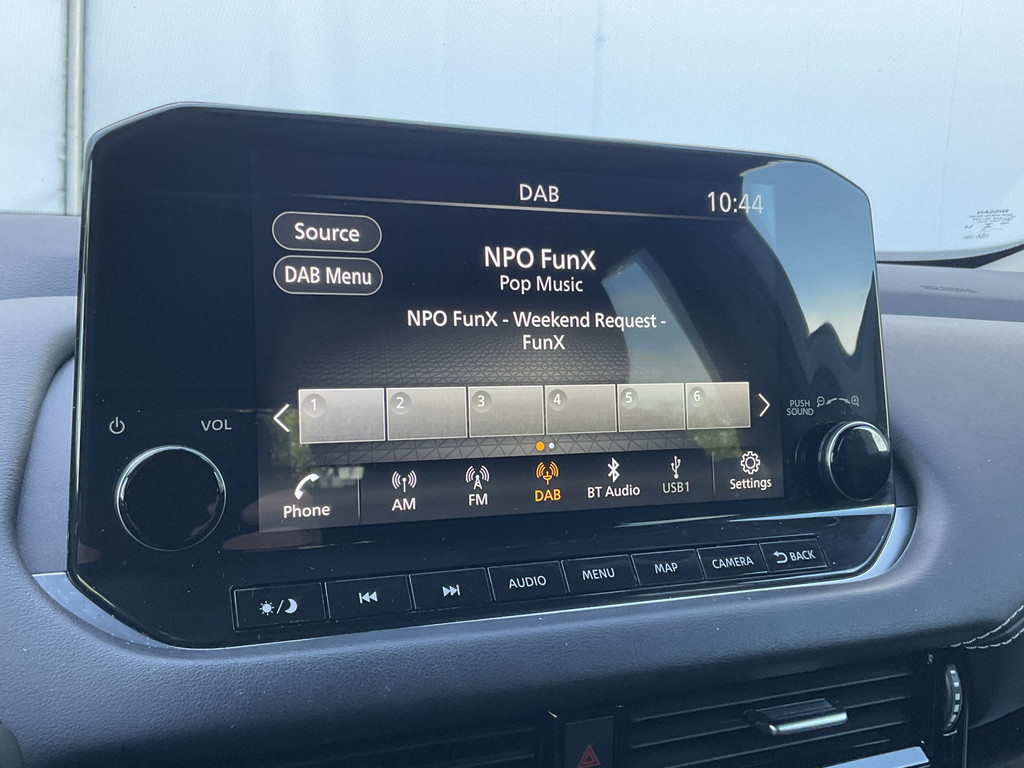 DAB
10:44
Source
DAB Menu
NPO FunX
Pop Music
NPO FunX - Weekend Request -
FunX
1
2
3
4
5
6
VOL
PUSH
SOUND
Phone
AM
FM
DAB
BT Audio
USB1
Settings
AUDIO
MENU
MAP
CAMERA
BACK
NISSAN